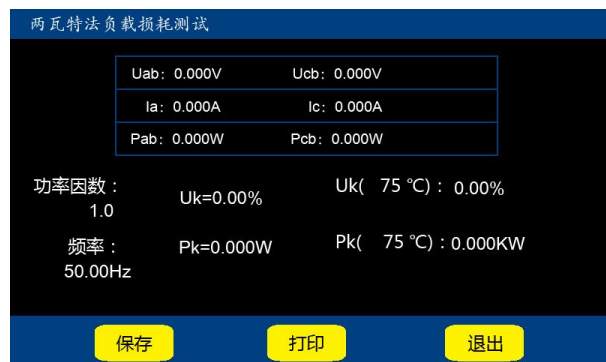 两瓦特法负载损耗测试
Uab: 0.000V Ucb: 0.000V
Ia: 0.000A Ic: 0.000A
Pab: 0.000W Pcb: 0.000W
功率因数： Uk=0.00% Uk( 75 ℃)： 0.00%
1.0
频率： Pk=0.000W Pk( 75 ℃)：0.000KW
50.00Hz
保存 打印 退出